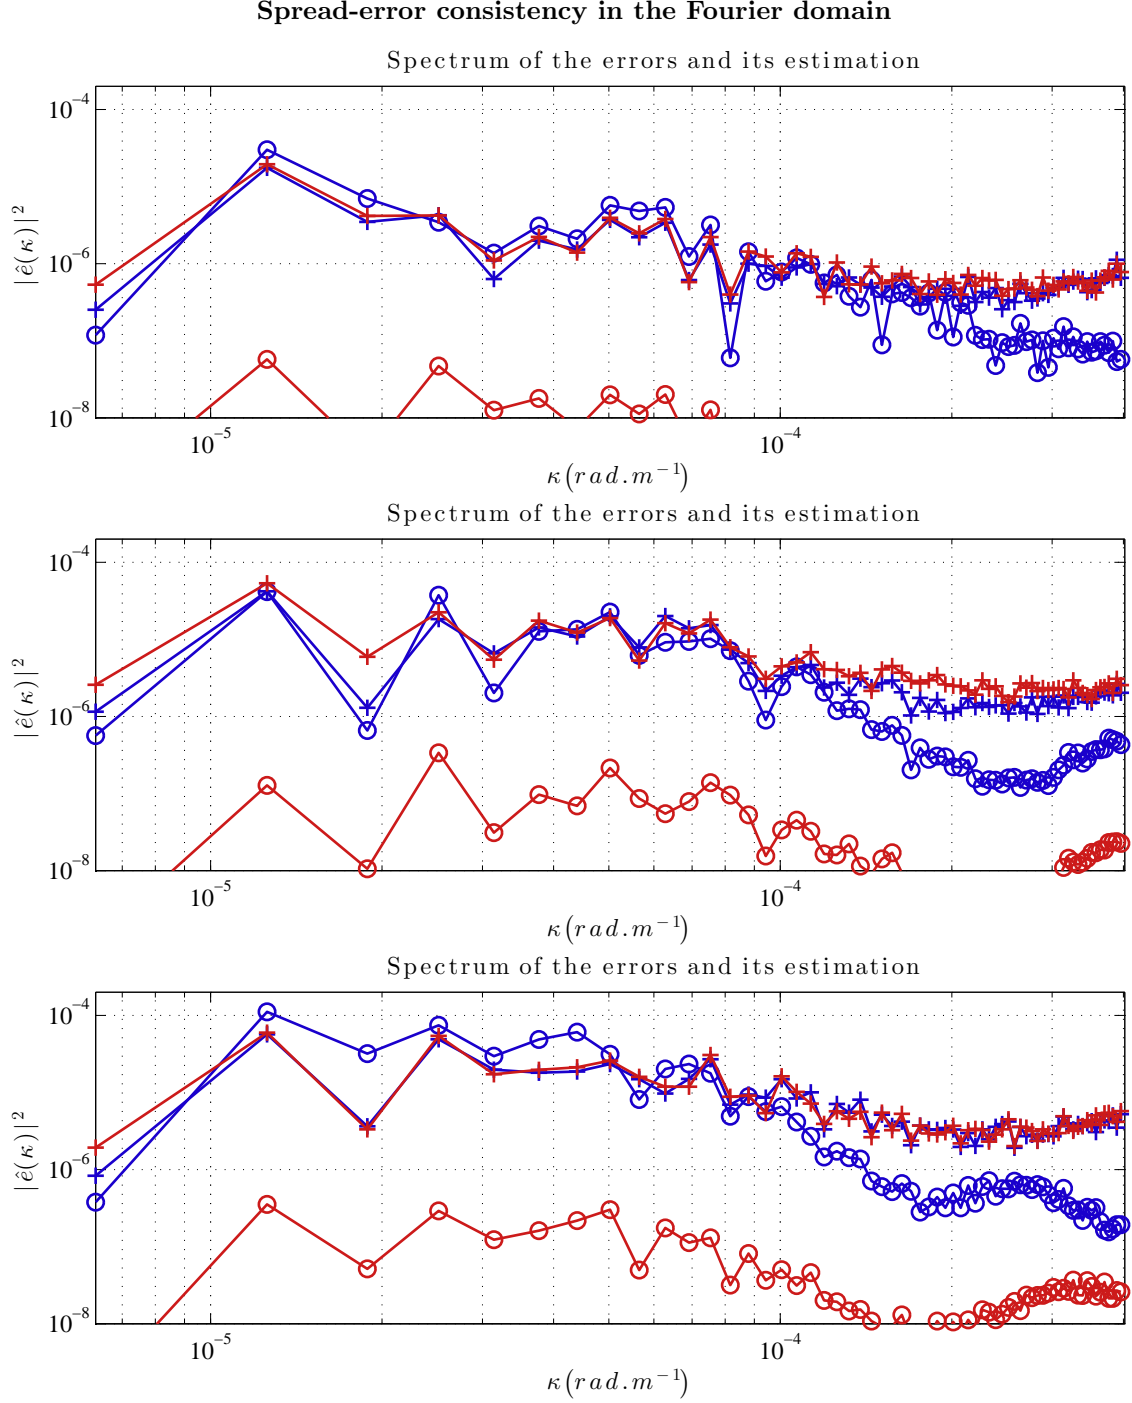 Spread-error consistency in the Fourier domain
Spectrum of the errors and its estimation
|ê(κ)|²
10⁻⁴
10⁻⁶
10⁻⁸
10⁻⁵
10⁻⁴
κ(rad.m⁻¹)
Spectrum of the errors and its estimation
|ê(κ)|²
10⁻⁴
10⁻⁶
10⁻⁸
10⁻⁵
10⁻⁴
κ(rad.m⁻¹)
Spectrum of the errors and its estimation
|ê(κ)|²
10⁻⁴
10⁻⁶
10⁻⁸
10⁻⁵
10⁻⁴
κ(rad.m⁻¹)